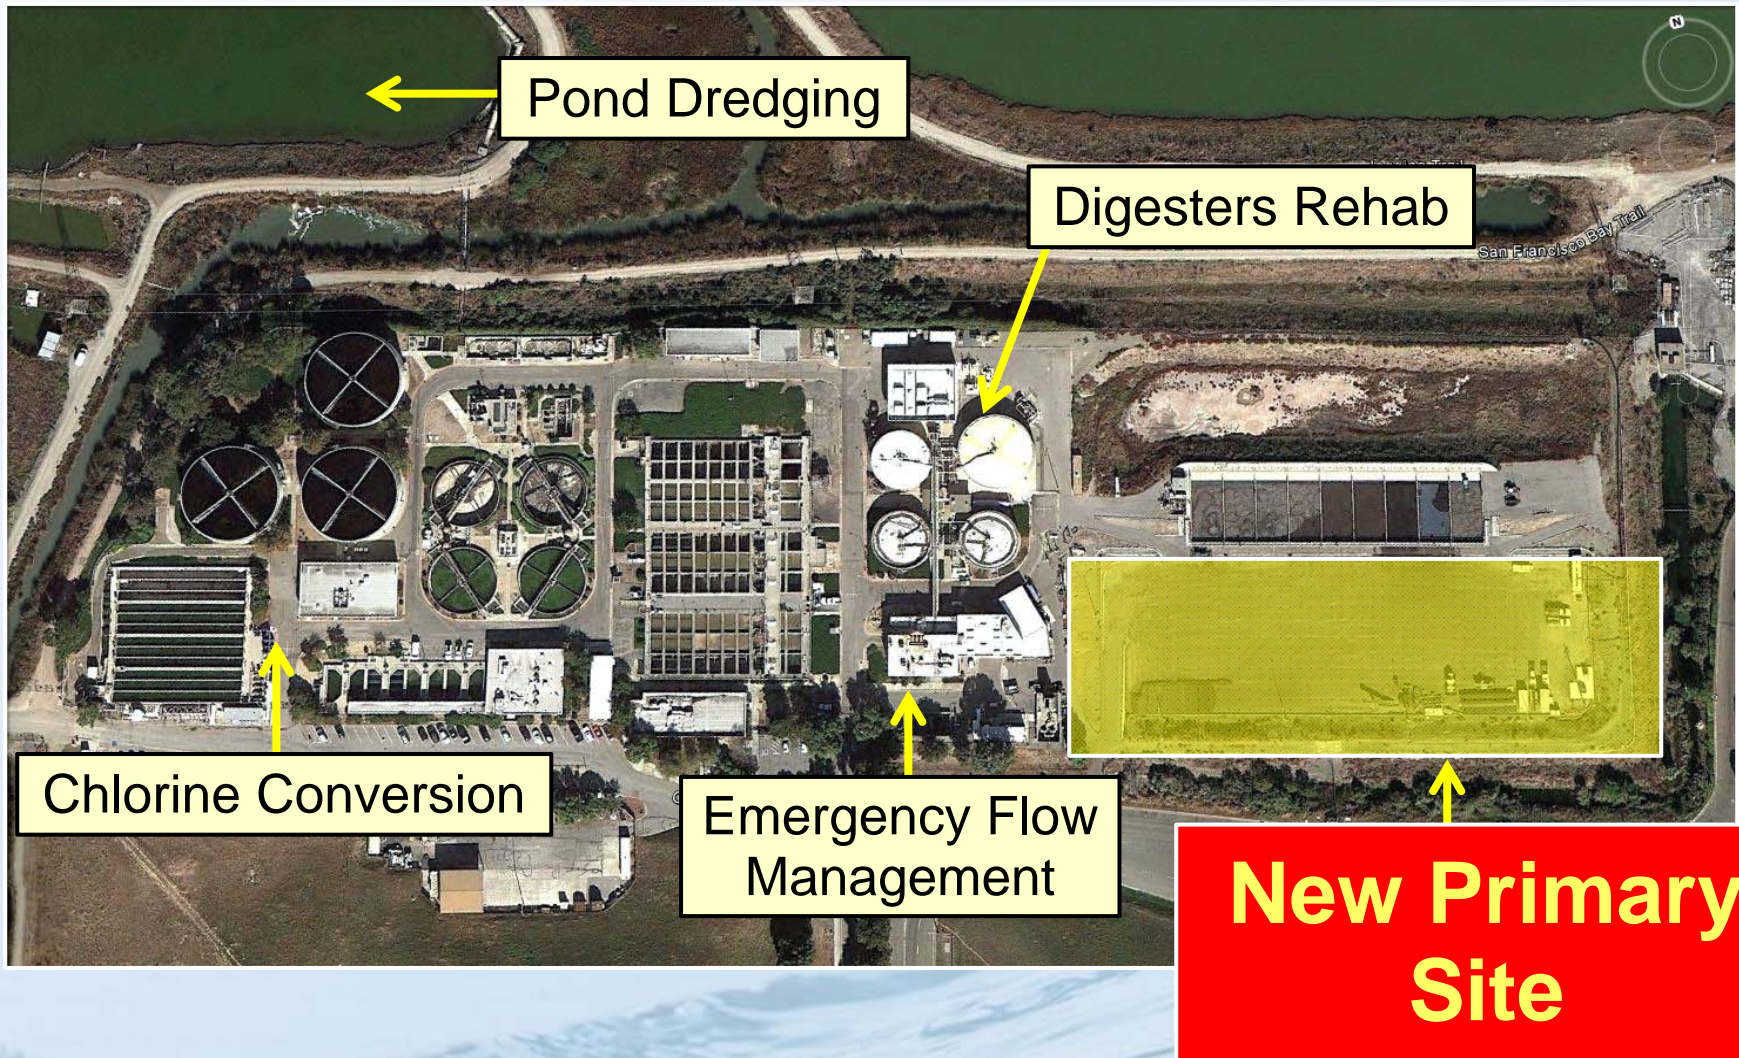 N
Pond Dredging
Digesters Rehab
San Francisco Bay Trail
Chlorine Conversion
Emergency Flow
Management
New Primary
Site